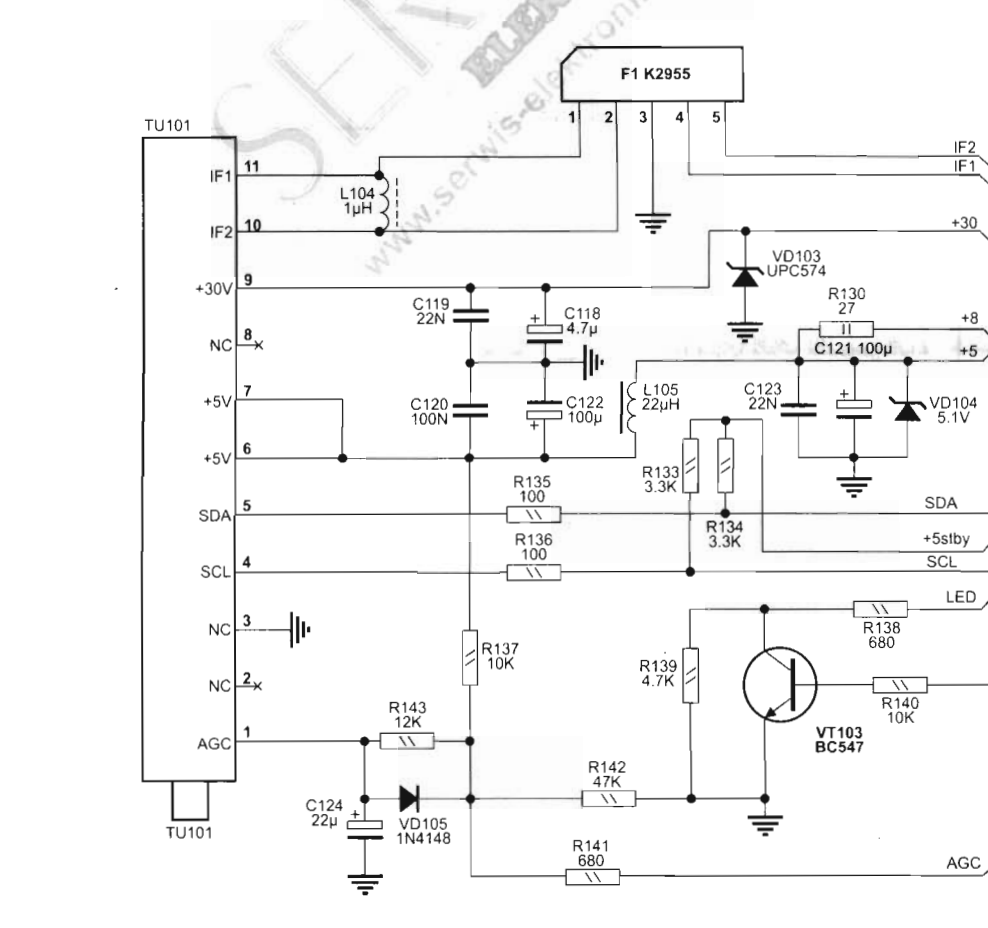 SER
ELEK
www.serwis-elektroni
F1 K2955
1 2 3 4 5
TU101
IF1 11
L104
1µH
IF2 10
IF2
IF1
+30
+30V 9
VD103
UPC574
C119
22N
+
C118
4.7µ
R130
27
+8
NC 8
C121 100µ
+5
+5V 7
C120
100N
C122
100µ
+
L105
22µH
C123
22N
+
VD104
5.1V
+5V 6
R133
3.3K
R134
3.3K
SDA 5
R135
100
SDA
+5stby
SCL 4
R136
100
SCL
LED
NC 3
R137
10K
R138
680
R139
4.7K
NC 2
R140
10K
VT103
BC547
AGC 1
R143
12K
R142
47K
C124
22µ
+
VD105
1N4148
TU101
R141
680
AGC